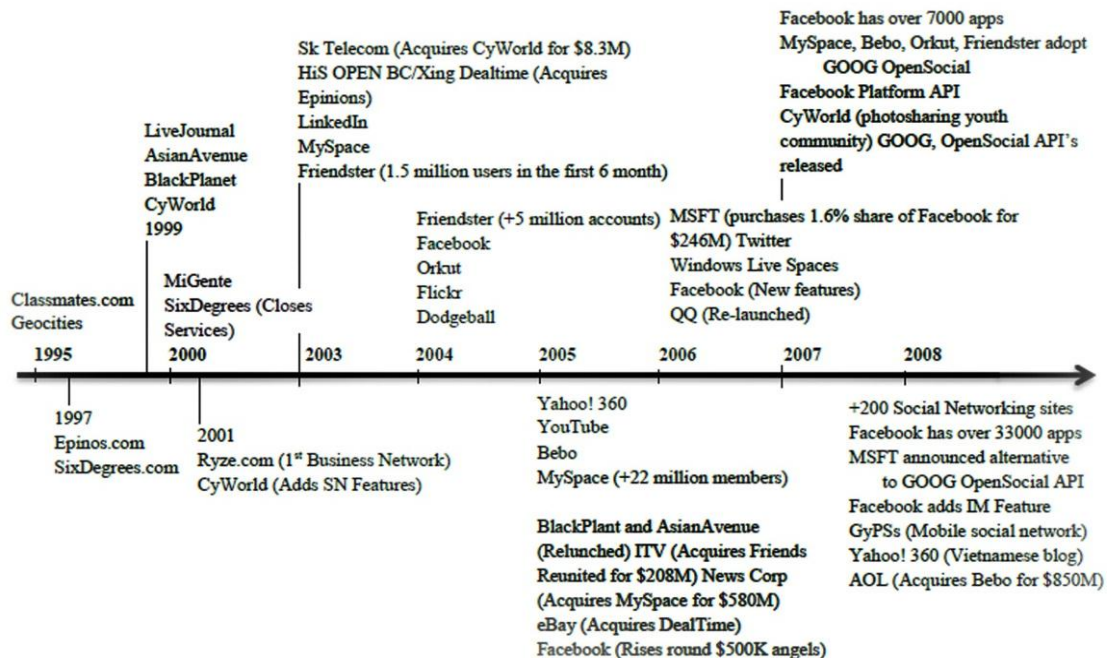 Facebook has over 7000 apps
MySpace, Bebo, Orkut, Friendster adopt
GOOG OpenSocial
Facebook Platform API
CyWorld (photosharing youth
community) GOOG, OpenSocial API's
released
Sk Telecom (Acquires CyWorld for $8.3M)
HiS OPEN BC/Xing Dealtime (Acquires
Epinions)
LinkedIn
MySpace
Friendster (1.5 million users in the first 6 month)
LiveJournal
AsianAvenue
BlackPlanet
CyWorld
1999
Friendster (+5 million accounts)
Facebook
Orkut
Flickr
Dodgeball
MSFT (purchases 1.6% share of Facebook for
$246M) Twitter
Windows Live Spaces
Facebook (New features)
QQ (Re-launched)
MiGente
SixDegrees (Closes
Services)
Classmates.com
Geocities
1995
2000
2003
2004
2005
2006
2007
2008
1997
Epinos.com
SixDegrees.com
2001
Ryze.com (1st Business Network)
CyWorld (Adds SN Features)
Yahoo! 360
YouTube
Bebo
MySpace (+22 million members)
BlackPlant and AsianAvenue
(Relunched) ITV (Acquires Friends
Reunited for $208M) News Corp
(Acquires MySpace for $580M)
eBay (Acquires DealTime)
Facebook (Rises round $500K angels)
+200 Social Networking sites
Facebook has over 33000 apps
MSFT announced alternative
to GOOG OpenSocial API
Facebook adds IM Feature
GyPSs (Mobile social network)
Yahoo! 360 (Vietnamese blog)
AOL (Acquires Bebo for $850M)